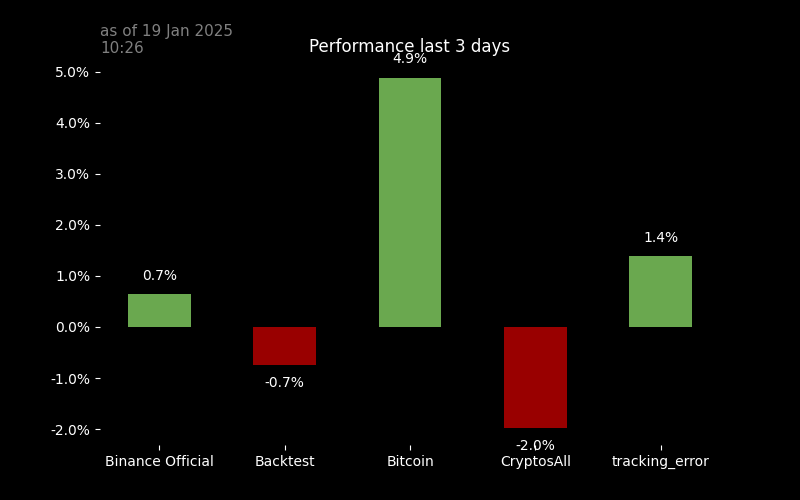 as of 19 Jan 2025
10:26
Performance last 3 days
4.9%
5.0%
4.0%
3.0%
2.0%
1.4%
1.0%
0.7%
0.0%
-0.7%
-1.0%
-2.0%
-2.0%
Binance Official
Backtest
Bitcoin
CryptosAll
tracking_error